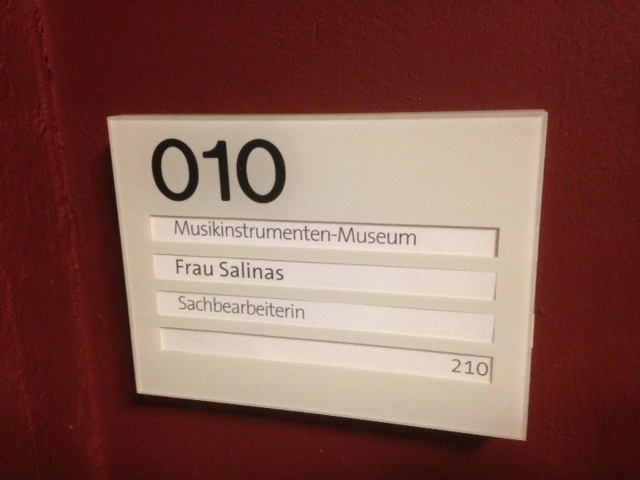 010
Musikinstrumenten-Museum
Frau Salinas
Sachbearbeiterin
210